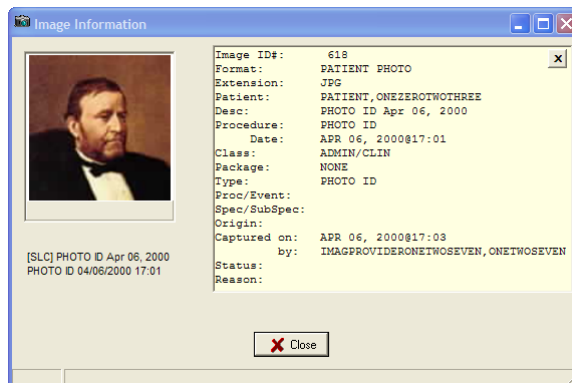 Image Information
Image ID#: 618
Format: PATIENT PHOTO
Extension: JPG
Patient: PATIENT,ONEZEROTWOTHREE
Desc: PHOTO ID Apr 06, 2000
Procedure: PHOTO ID
Date: APR 06, 2000@17:01
Class: ADMIN/CLIN
Package: NONE
Type: PHOTO ID
Proc/Event:
Spec/SubSpec:
Origin:
Captured on: APR 06, 2000@17:03
by: IMAGPROVIDERONETWOSEVEN,ONETWOSEVEN
Status:
Reason:
x
[SLC] PHOTO ID Apr 06, 2000
PHOTO ID 04/06/2000 17:01
Close